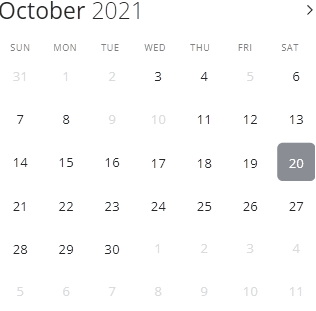 October 2021
SUN MON TUE WED THU FRI SAT
31 1 2 3 4 5 6
7 8 9 10 11 12 13
14 15 16 17 18 19 20
21 22 23 24 25 26 27
28 29 30 1 2 3 4
5 6 7 8 9 10 11